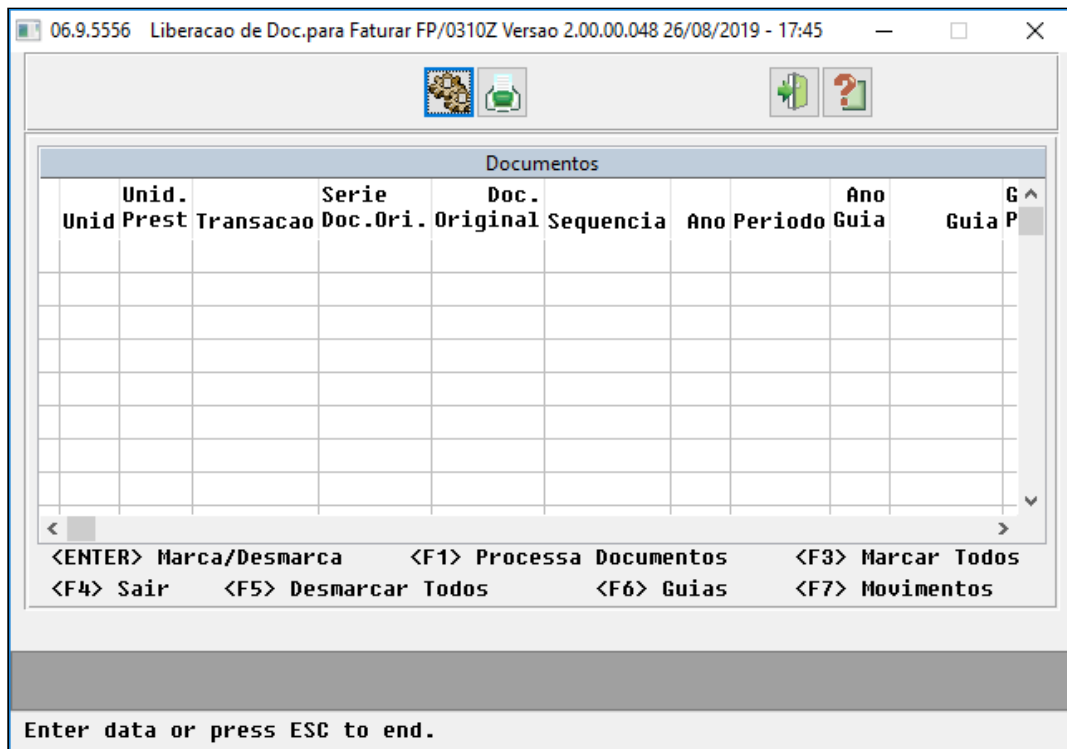 06.9.5556 Liberacao de Doc.para Faturar FP/0310Z Versao 2.00.00.048 26/08/2019 - 17:45
Documentos
Unid. Serie Doc. Ano G
Unid Prest Transacao Doc.Ori. Original Sequencia Ano Periodo Guia Guia P
<ENTER> Marca/Desmarca <F1> Processa Documentos <F3> Marcar Todos
<F4> Sair <F5> Desmarcar Todos <F6> Guias <F7> Movimentos
Enter data or press ESC to end.